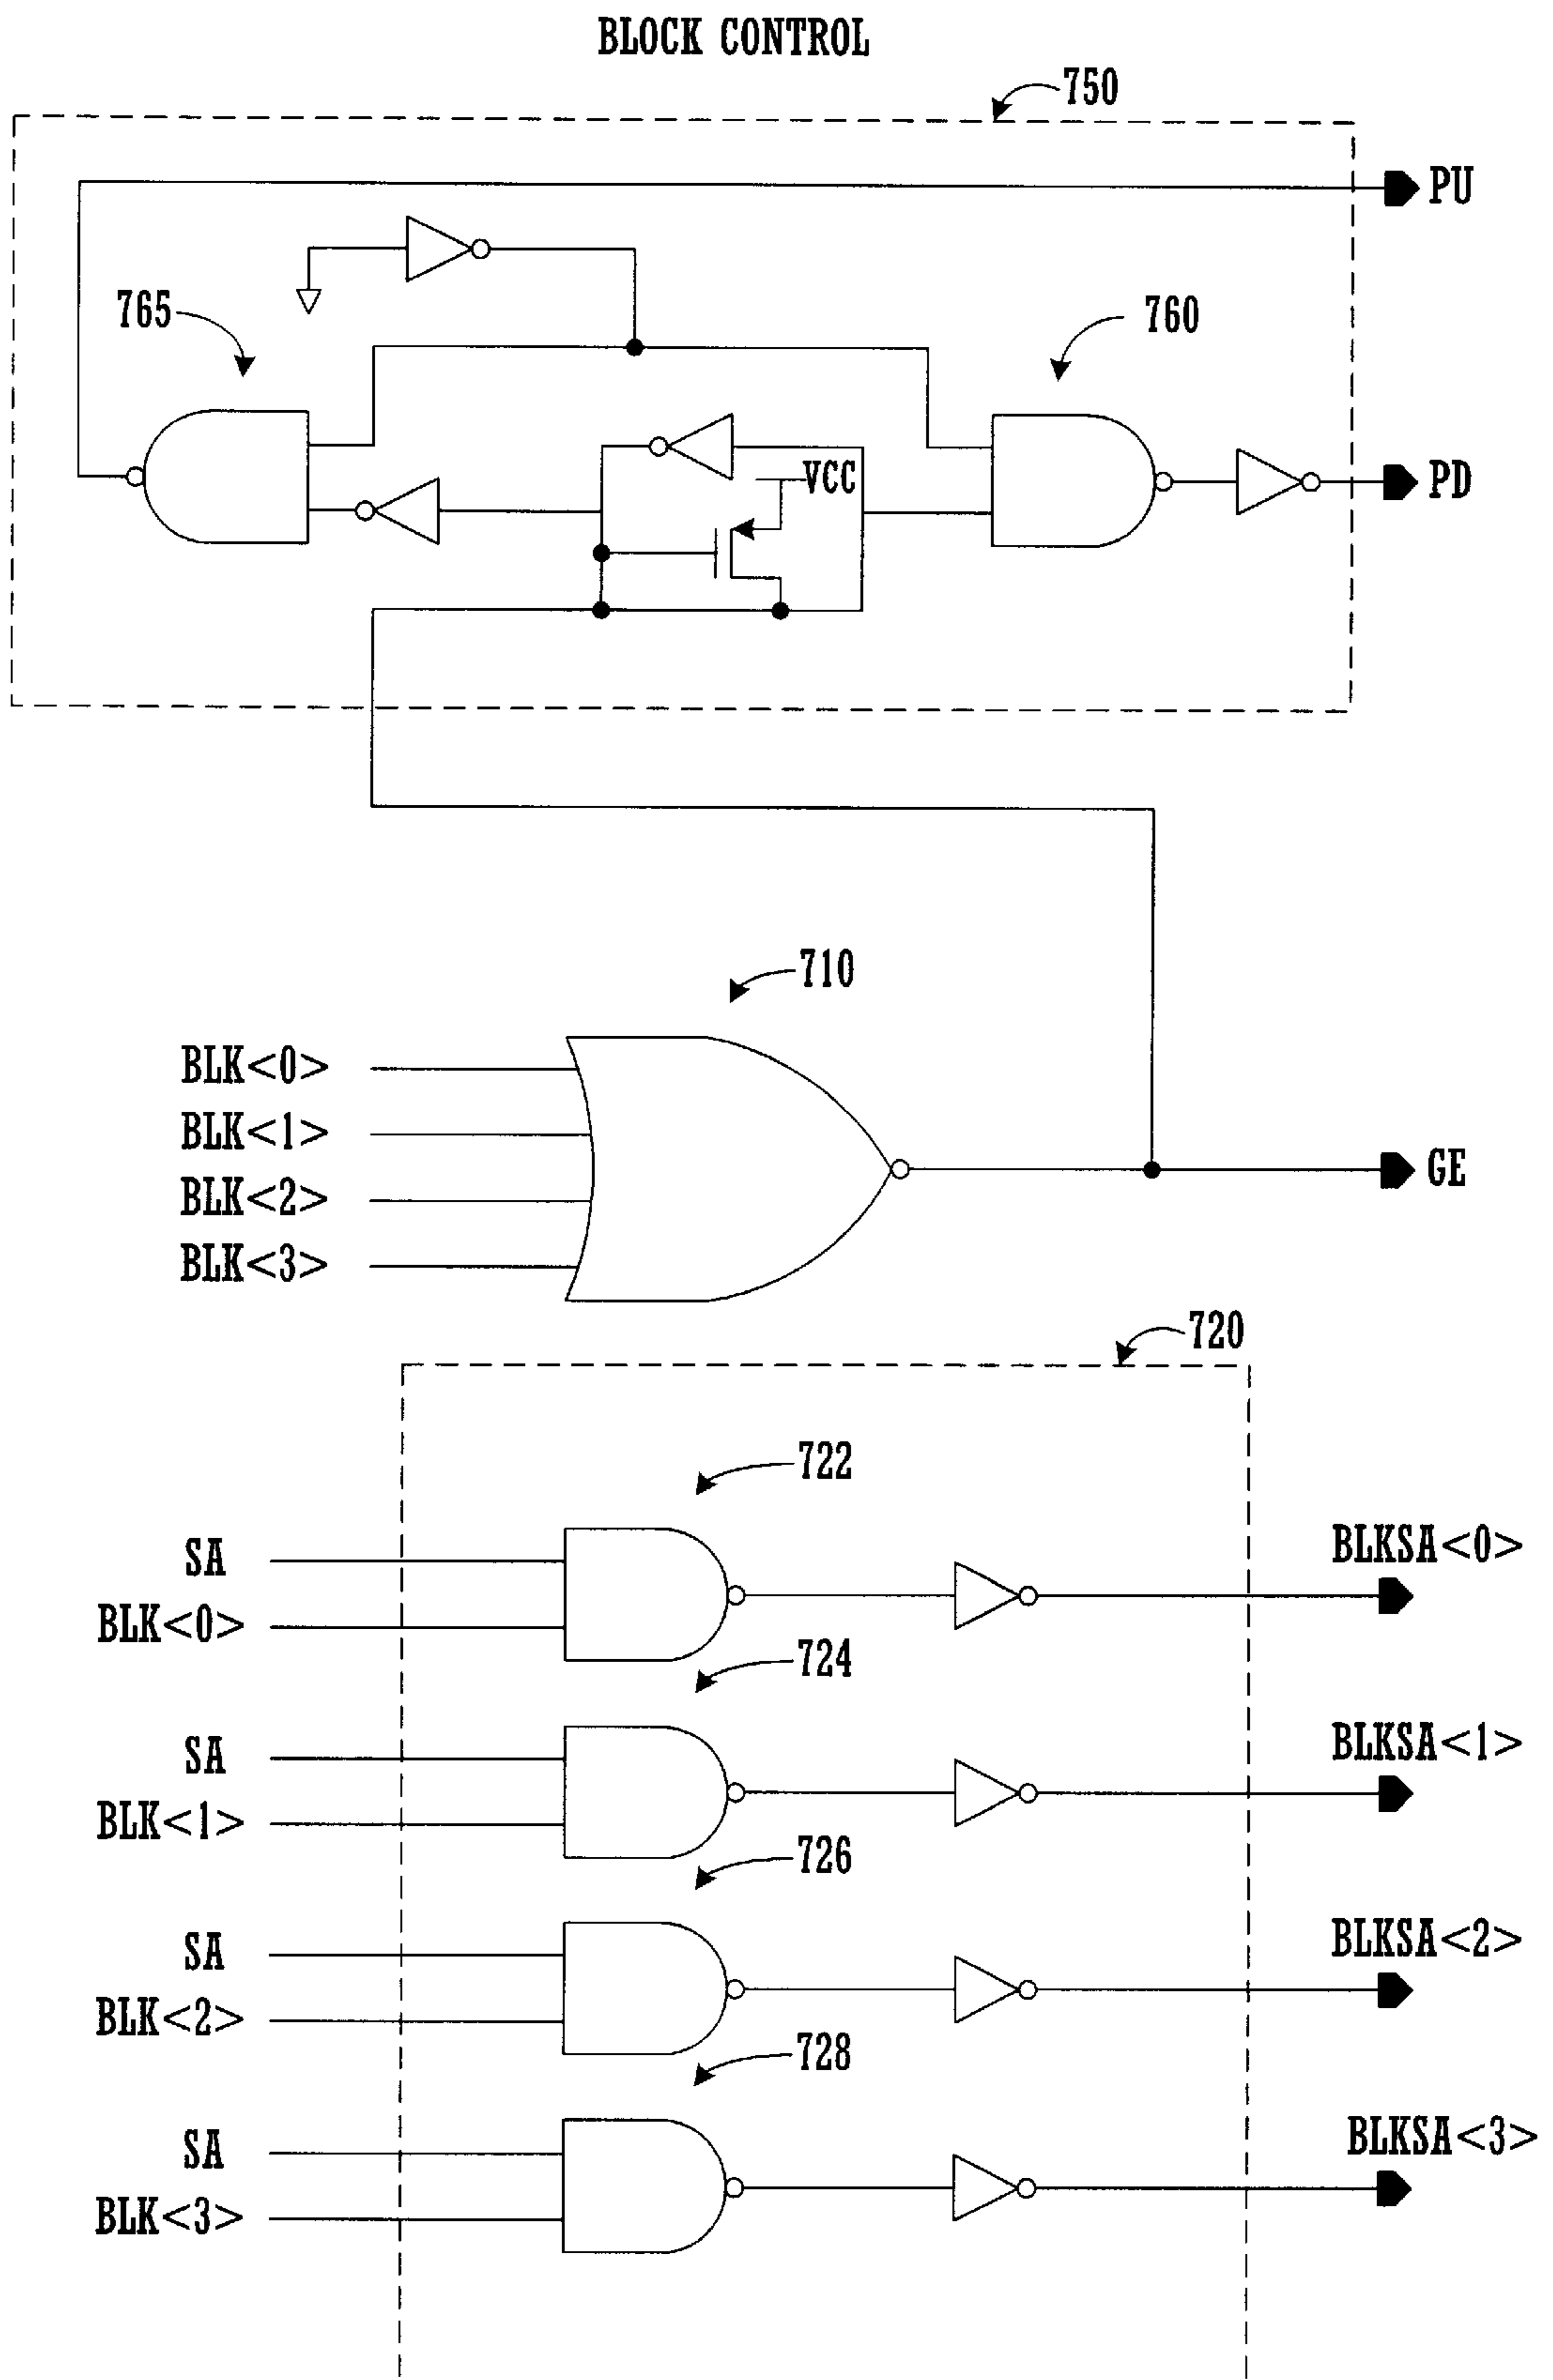 BLOCK CONTROL
750
PU
765
760
VCC
PD
710
BLK<0>
BLK<1>
BLK<2>
BLK<3>
GE
720
722
SA
BLK<0>
BLKSA<0>
724
SA
BLK<1>
BLKSA<1>
726
SA
BLK<2>
BLKSA<2>
728
SA
BLK<3>
BLKSA<3>